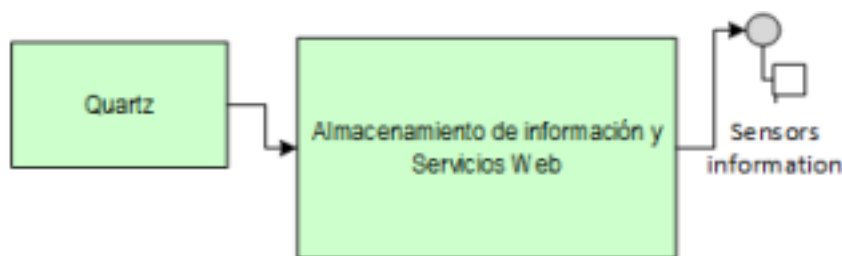 Quartz
Almacenamiento de información y
Servicios Web
Sensors
information